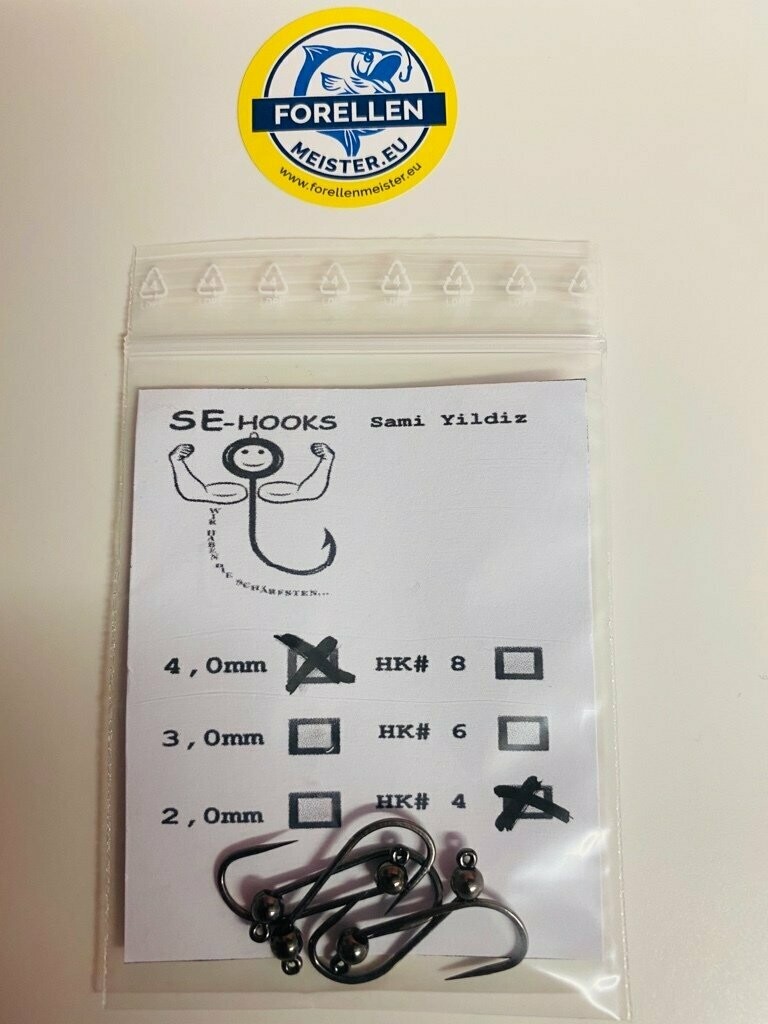 FORELLEN
MEISTER.EU
www.forellenmeister.eu
SE-HOOKS Sami Yildiz
WIR HABEN DIE SCHÄRFSTEN...
4,0mm HK# 8
3,0mm HK# 6
2,0mm HK# 4